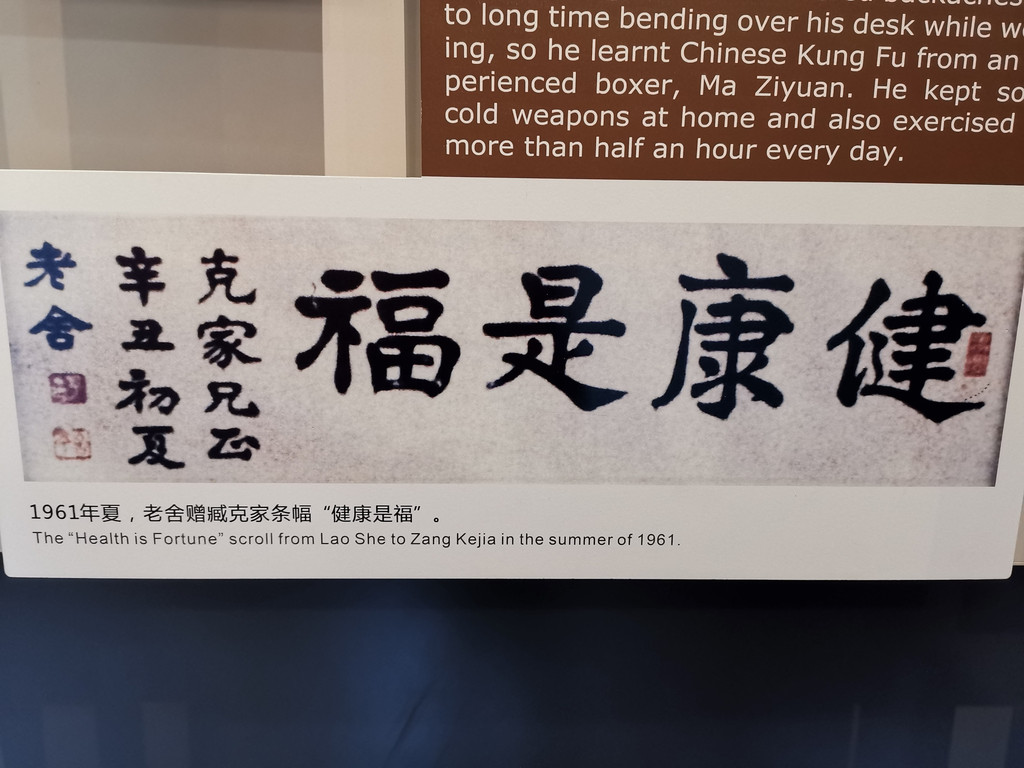 to long time bending over his desk while
ing, so he learnt Chinese Kung Fu from an
perienced boxer, Ma Ziyuan. He kept
cold weapons at home and also exercised
more than half an hour every day.
健康是福
克家兄正
辛丑初夏
老舍
1961年夏，老舍赠臧克家条幅“健康是福”。
The “Health is Fortune” scroll from Lao She to Zang Kejia in the summer of 1961.